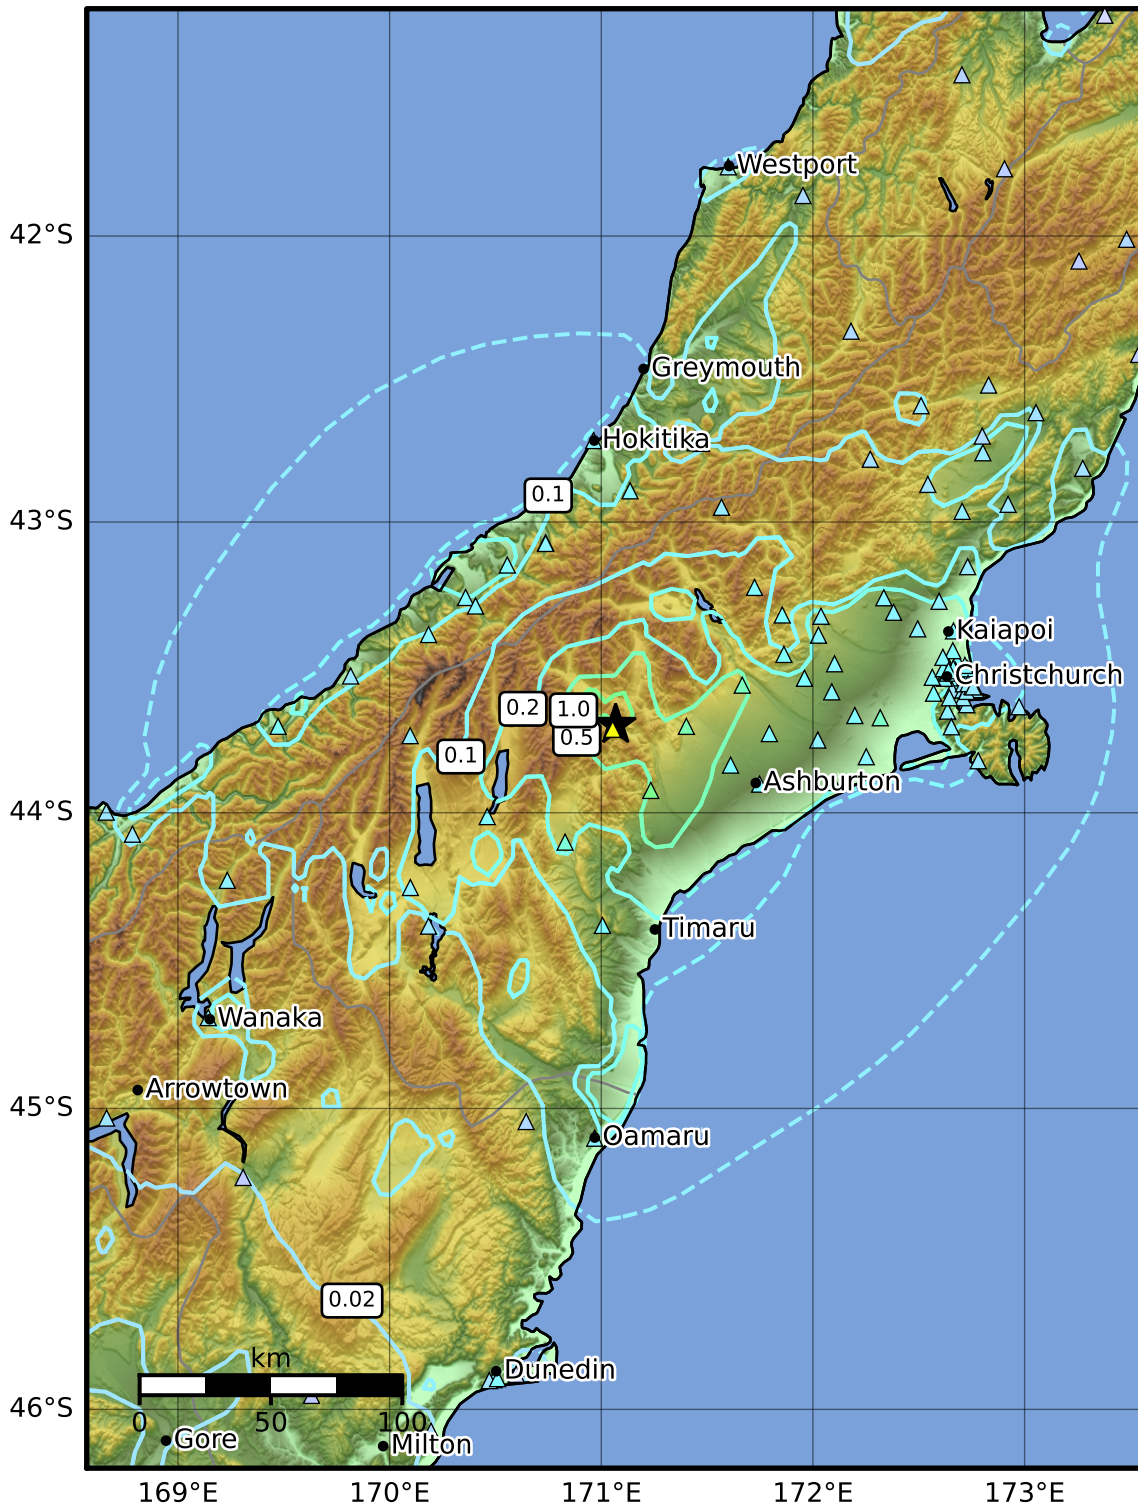 Westport
42°S
Greymouth
Hokitika
0.1
43°S
Kaiapoi
Christchurch
0.2
1.0
0.5
0.1
Ashburton
44°S
Timaru
Wanaka
Arrowtown
45°S
Oamaru
0.02
km
Dunedin
46°S
0
50
100
Gore
Milton
169°E
170°E
171°E
172°E
173°E